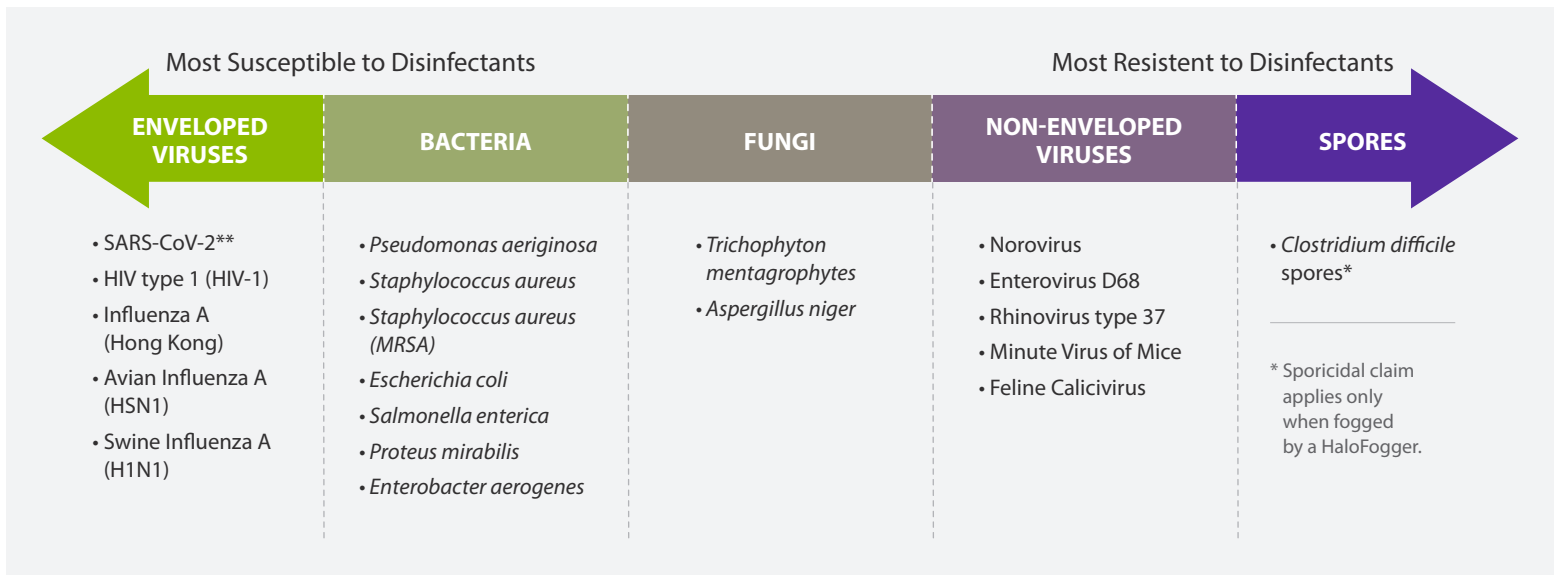 Most Susceptible to Disinfectants
Most Resistent to Disinfectants
ENVELOPED
VIRUSES
BACTERIA
FUNGI
NON-ENVELOPED
VIRUSES
SPORES
• SARS-CoV-2**
• HIV type 1 (HIV-1)
• Influenza A
(Hong Kong)
• Avian Influenza A
(HSN1)
• Swine Influenza A
(H1N1)
• Pseudomonas aeriginosa
• Staphylococcus aureus
• Staphylococcus aureus
(MRSA)
• Escherichia coli
• Salmonella enterica
• Proteus mirabilis
• Enterobacter aerogenes
• Trichophyton
mentagrophytes
• Aspergillus niger
• Norovirus
• Enterovirus D68
• Rhinovirus type 37
• Minute Virus of Mice
• Feline Calicivirus
• Clostridium difficile
spores*
* Sporicidal claim
applies only
when fogged
by a HaloFogger.